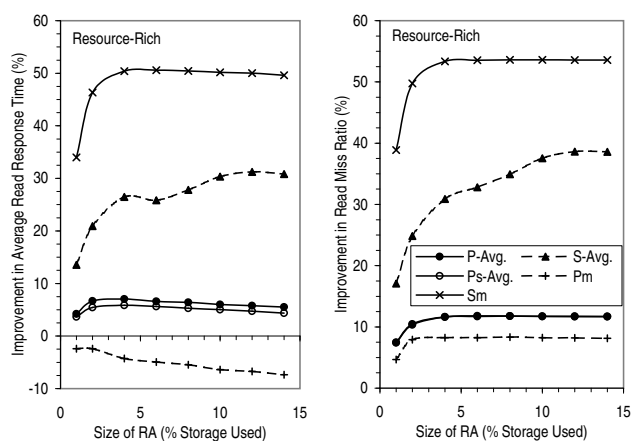 Resource-Rich
Improvement in Average Read Response Time (%)
60
50
40
30
20
10
0
-10
0
5
10
15
Size of RA (% Storage Used)
Resource-Rich
Improvement in Read Miss Ratio (%)
60
50
40
30
20
10
0
P-Avg.
S-Avg.
Ps-Avg.
Pm
Sm
0
5
10
15
Size of RA (% Storage Used)